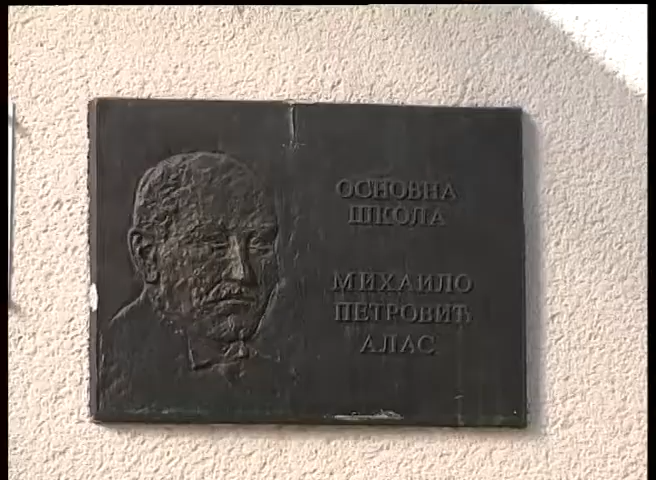 ОСНОВНА
ШКОЛА
МИХАИЛО
ПЕТРОВИЋ
АЛАС